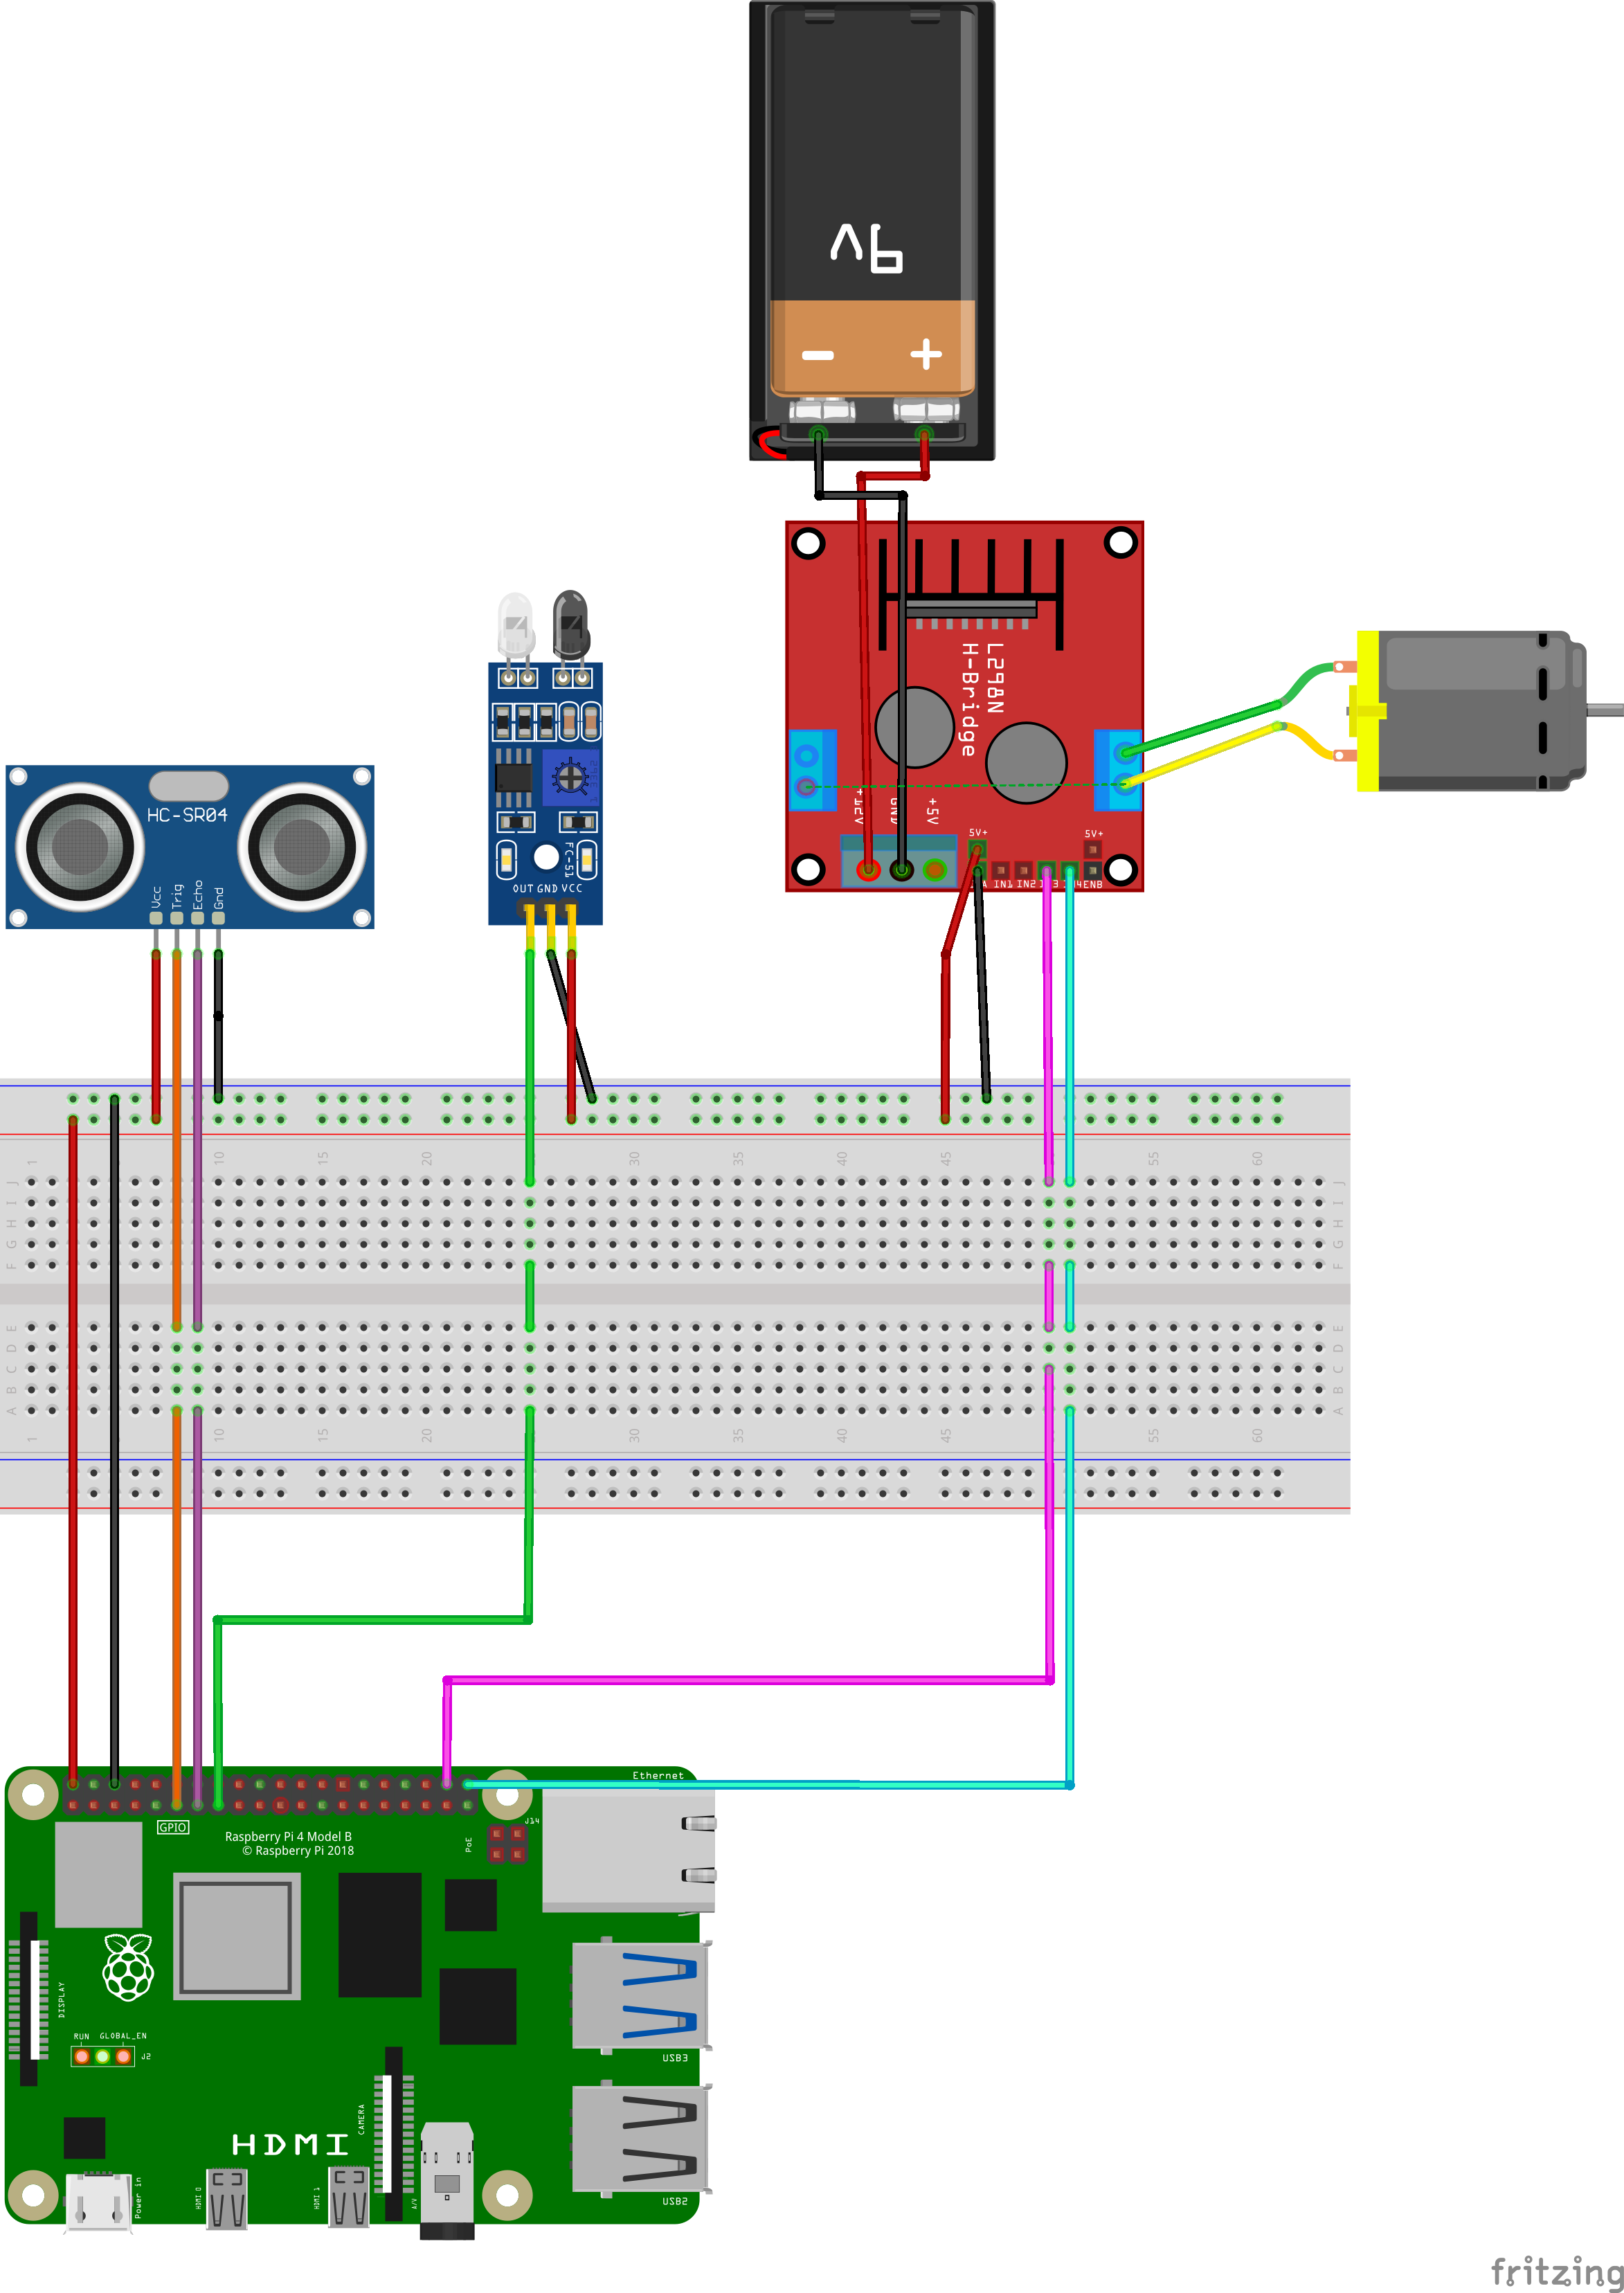 9V
- +
L298N
H-Bridge
+12V
+5V
5V+
5V+
IN1 IN2
ENB
HC-SR04
Vcc
Trig
Echo
Gnd
FC-51
OUT GND VCC
1 10 15 20 30 35 40 45 55 60
J J
I I
H H
G G
F F
E E
D D
C C
B B
A A
1 10 15 20 30 35 40 45 55 60
Ethernet
GPIO
Raspberry Pi 4 Model B
© Raspberry Pi 2018
J14
PoE
DISPLAY
RUN GLOBAL_EN
J2
USB3
CAMERA
HDMI
Power in
HDMI 0
HDMI 1
A/V
USB2
fritzing